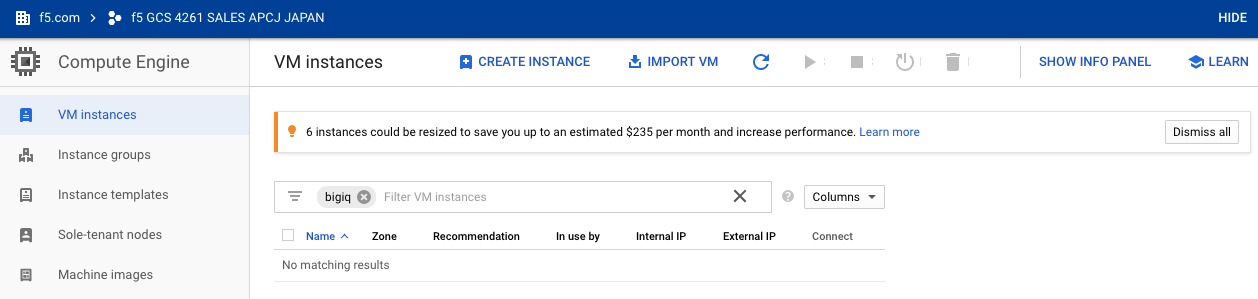 f5.com > f5 GCS 4261 SALES APCJ JAPAN HIDE
Compute Engine VM instances CREATE INSTANCE IMPORT VM SHOW INFO PANEL LEARN
VM instances
Instance groups
Instance templates
Sole-tenant nodes
Machine images
6 instances could be resized to save you up to an estimated $235 per month and increase performance. Learn more Dismiss all
bigiq Filter VM instances Columns
Name Zone Recommendation In use by Internal IP External IP Connect
No matching results